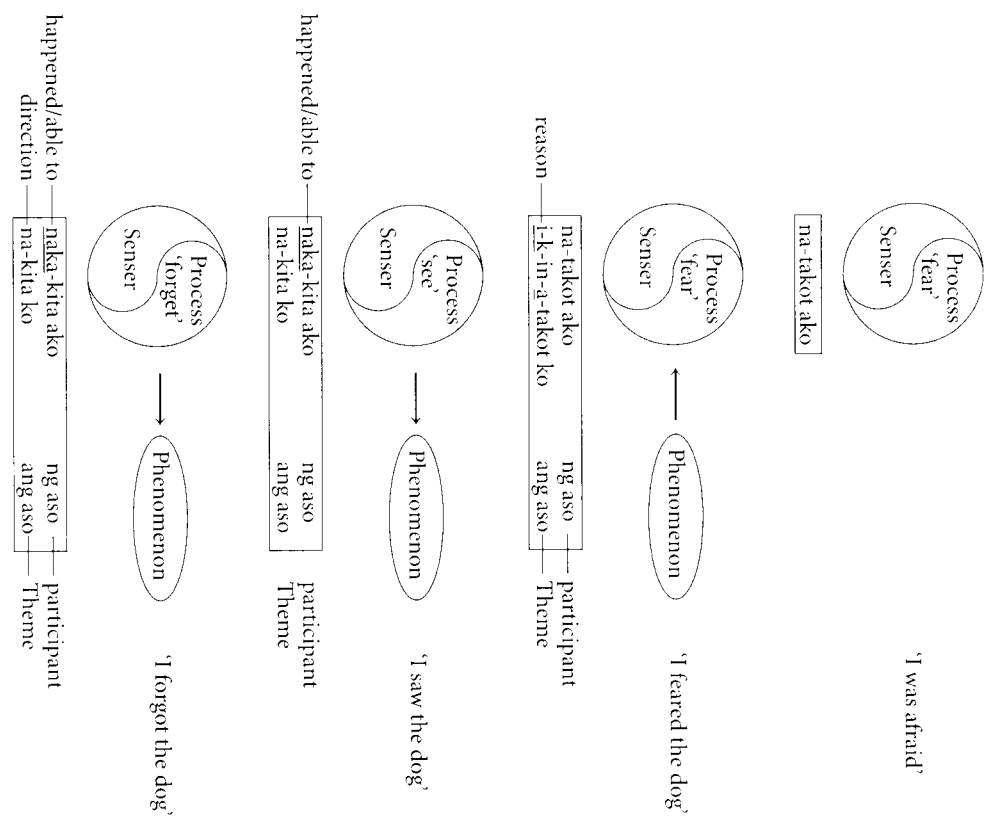 Process
‘fear’
Senser
‘I was afraid’
na-takot ako
Process
‘fear’
Senser
Phenomenon
‘I feared the dog’
na-takot ako ng aso participant
reason i-k-in-a-takot ko ang aso Theme
Process
‘see’
Senser
Phenomenon
‘I saw the dog’
happened/able to naka-kita ako ng aso participant
na-kita ko ang aso Theme
Process
‘forget’
Senser
Phenomenon
‘I forgot the dog’
happened/able to naka-kita ako ng aso participant
direction na-kita ko ang aso Theme